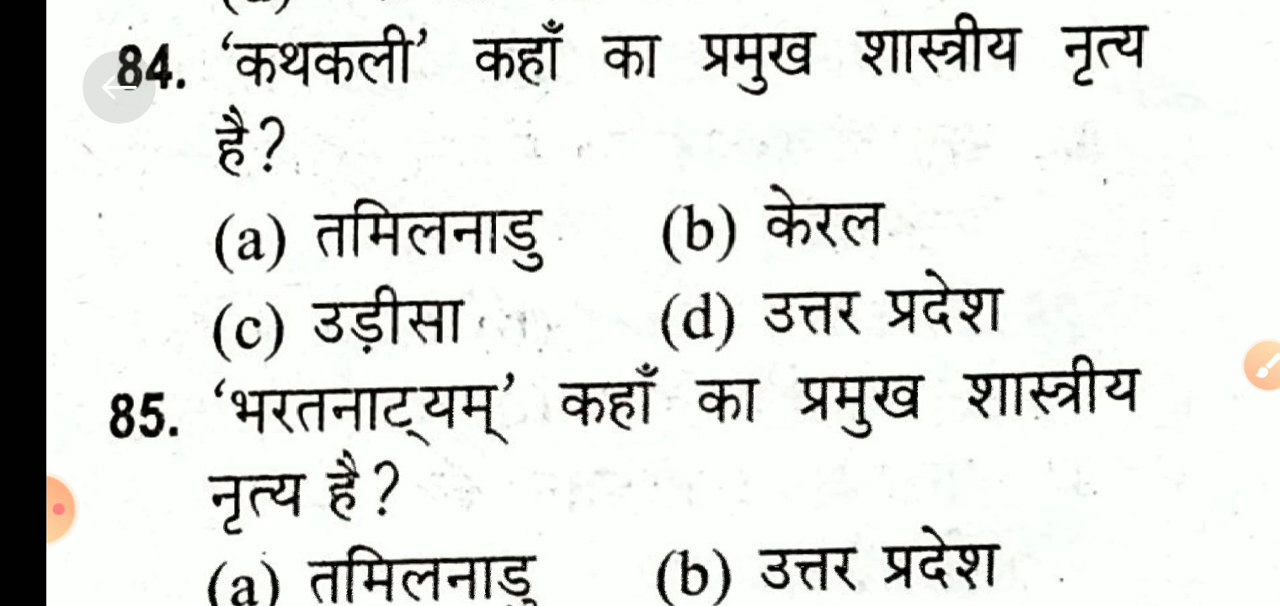 84. ‘कथकली’ कहाँ का प्रमुख शास्त्रीय नृत्य
है?
(a) तमिलनाडु (b) केरल
(c) उड़ीसा (d) उत्तर प्रदेश
85. ‘भरतनाट्यम्’ कहाँ का प्रमुख शास्त्रीय
नृत्य है?
(a) तमिलनाडु (b) उत्तर प्रदेश